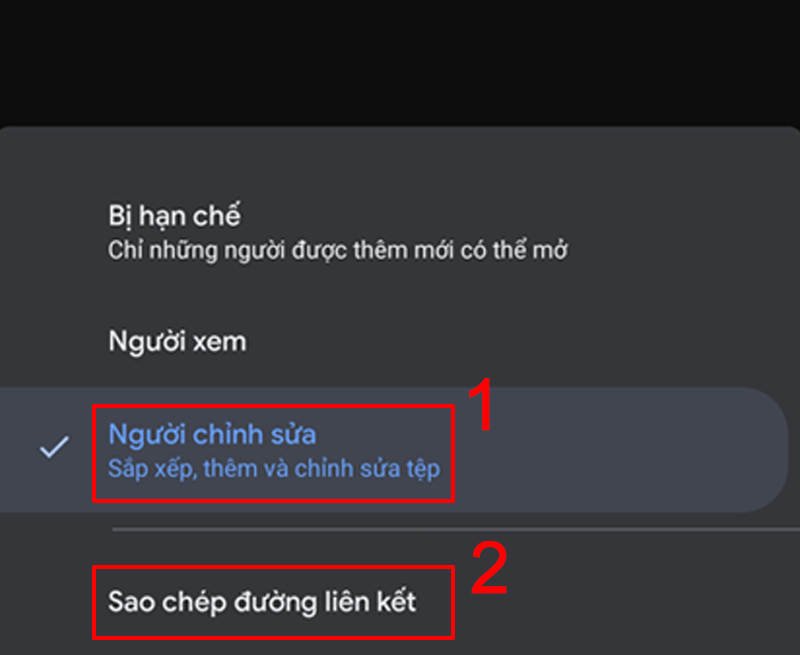 Bị hạn chế
Chỉ những người được thêm mới có thể mở
Người xem
1
Người chỉnh sửa
Sắp xếp, thêm và chỉnh sửa tệp
2
Sao chép đường liên kết